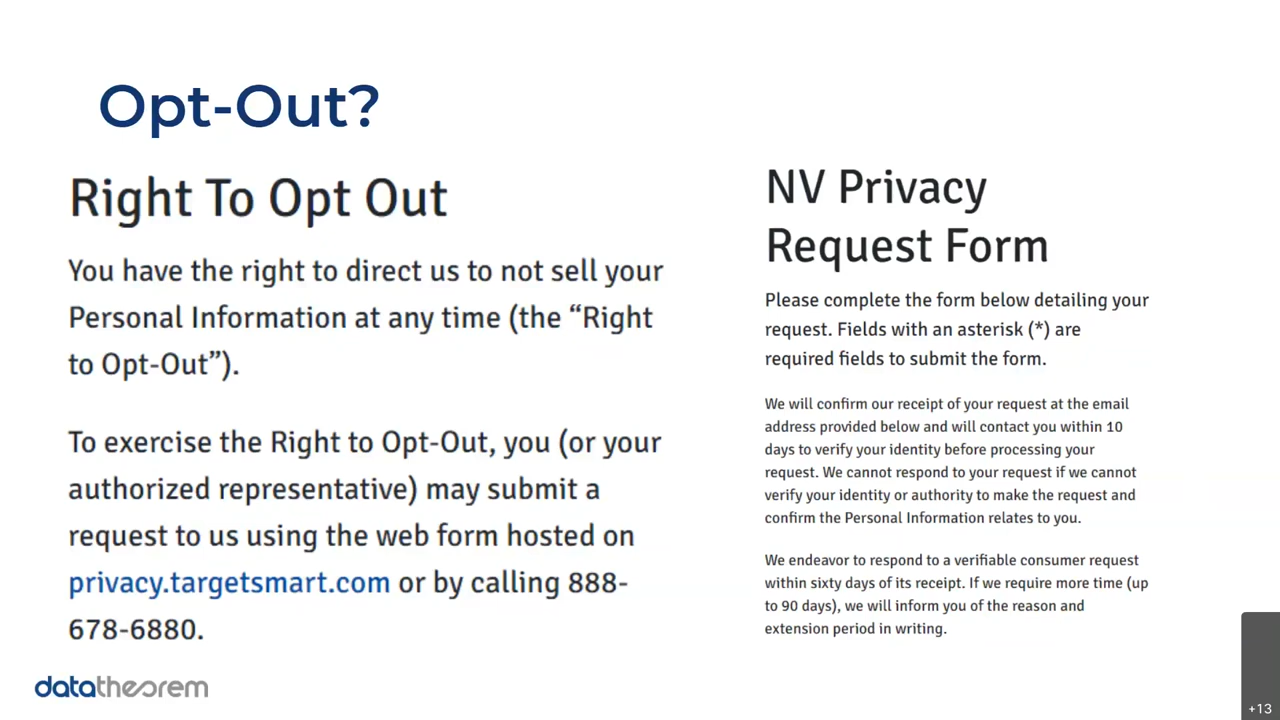 Opt-Out?
Right To Opt Out
You have the right to direct us to not sell your
Personal Information at any time (the “Right
to Opt-Out”).
To exercise the Right to Opt-Out, you (or your
authorized representative) may submit a
request to us using the web form hosted on
privacy.targetsmart.com or by calling 888-
678-6880.
NV Privacy
Request Form
Please complete the form below detailing your
request. Fields with an asterisk (*) are
required fields to submit the form.
We will confirm our receipt of your request at the email
address provided below and will contact you within 10
days to verify your identity before processing your
request. We cannot respond to your request if we cannot
verify your identity or authority to make the request and
confirm the Personal Information relates to you.
We endeavor to respond to a verifiable consumer request
within sixty days of its receipt. If we require more time (up
to 90 days), we will inform you of the reason and
extension period in writing.
datatheorem
+13